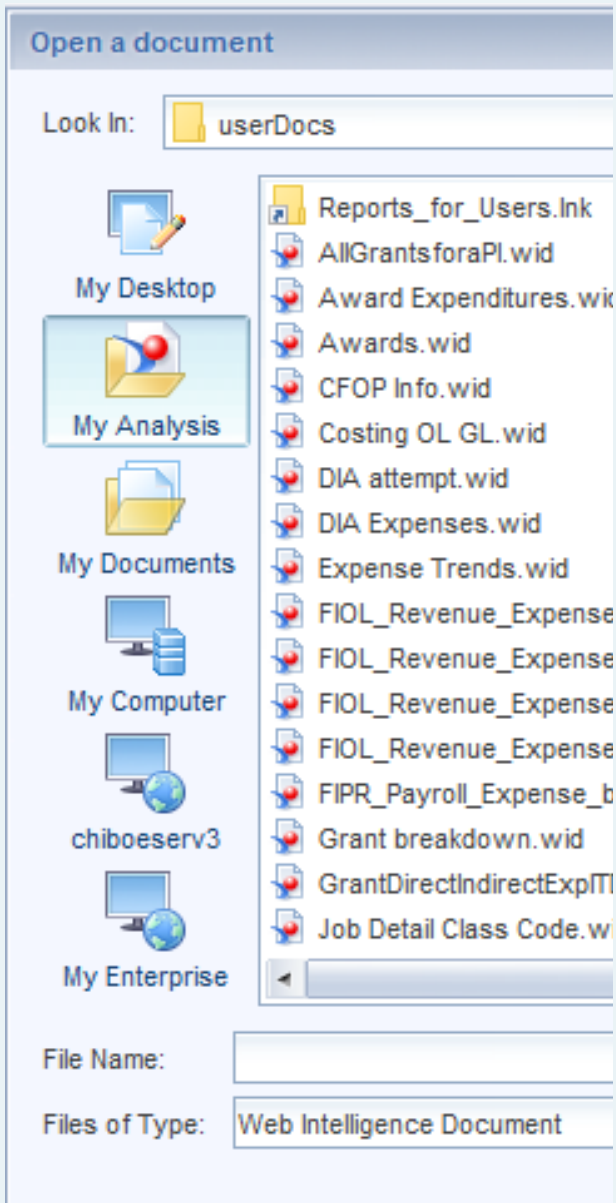 Open a document
Look In: userDocs
My Desktop
My Analysis
My Documents
My Computer
chiboeserv3
My Enterprise
Reports_for_Users.lnk
AllGrantsforaPI.wid
Award Expenditures.wid
Awards.wid
CFOP Info.wid
Costing OL GL.wid
DIA attempt.wid
DIA Expenses.wid
Expense Trends.wid
FIOL_Revenue_Expense
FIOL_Revenue_Expense
FIOL_Revenue_Expense
FIOL_Revenue_Expense
FIPR_Payroll_Expense_b
Grant breakdown.wid
GrantDirectIndirectExpIT
Job Detail Class Code.wi
File Name:
Files of Type: Web Intelligence Document